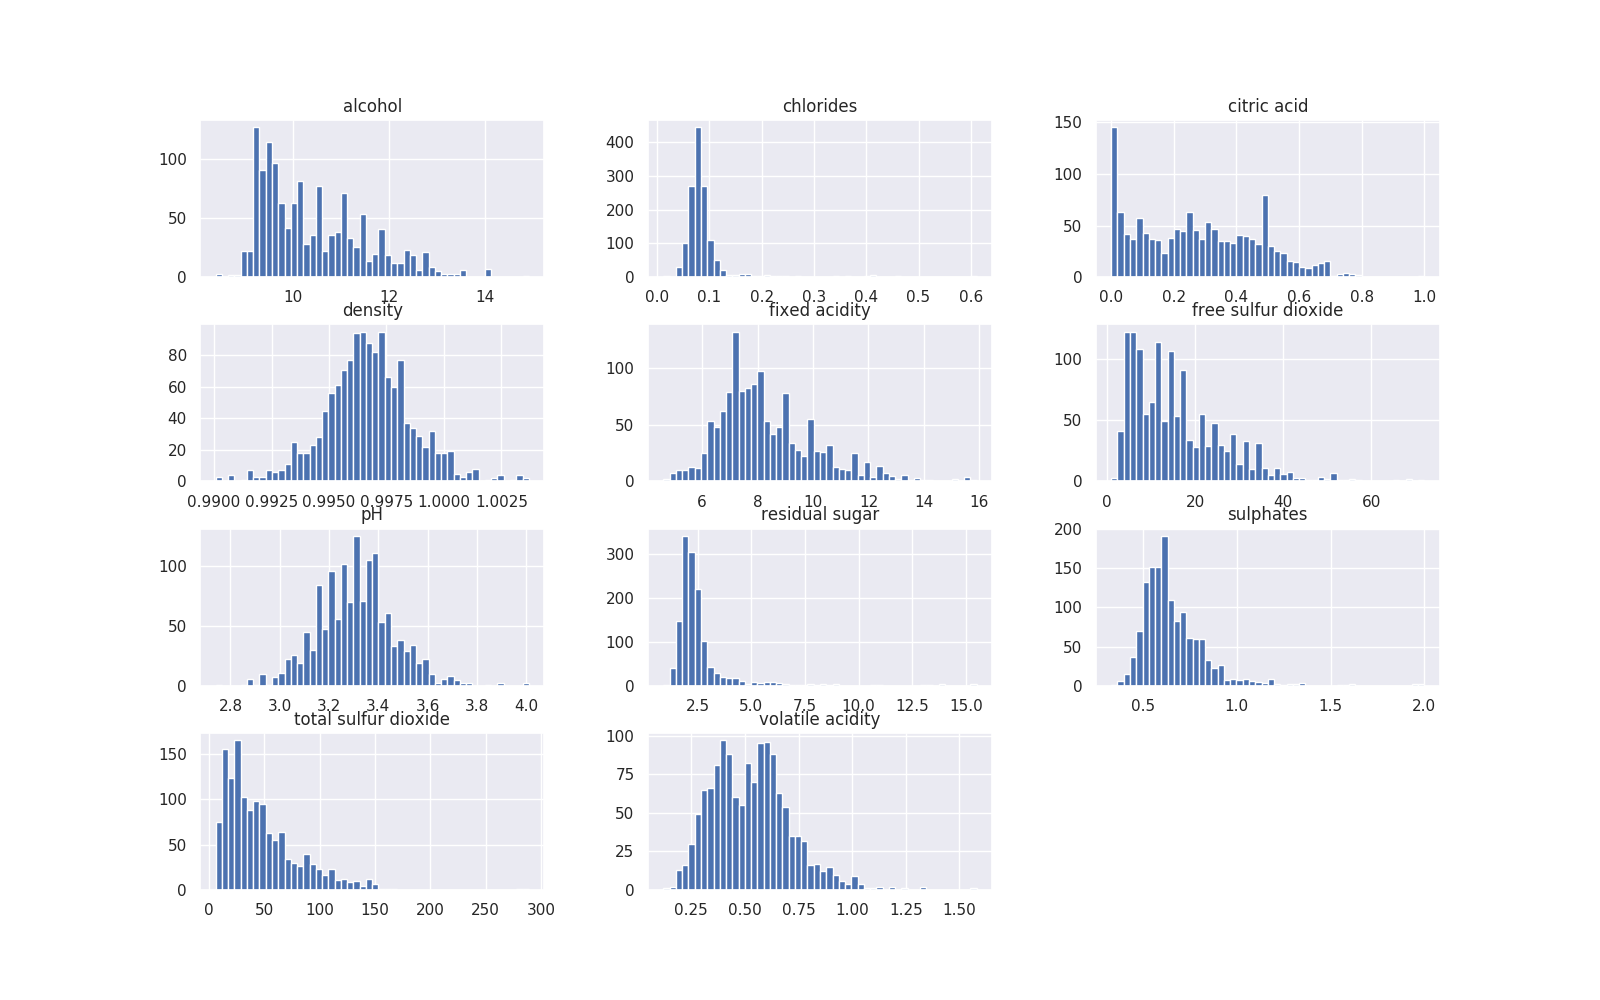 alcohol
100
50
0
10 12 14
chlorides
400
300
200
100
0
0.0 0.1 0.2 0.3 0.4 0.5 0.6
citric acid
150
100
50
0
0.0 0.2 0.4 0.6 0.8 1.0
density
80
60
40
20
0
0.9900 0.9925 0.9950 0.9975 1.0000 1.0025
fixed acidity
100
50
0
6 8 10 12 14 16
free sulfur dioxide
100
50
0
0 20 40 60
pH
100
50
0
2.8 3.0 3.2 3.4 3.6 3.8 4.0
residual sugar
300
200
100
0
2.5 5.0 7.5 10.0 12.5 15.0
sulphates
200
150
100
50
0
0.5 1.0 1.5 2.0
total sulfur dioxide
150
100
50
0
0 50 100 150 200 250 300
volatile acidity
100
75
50
25
0
0.25 0.50 0.75 1.00 1.25 1.50